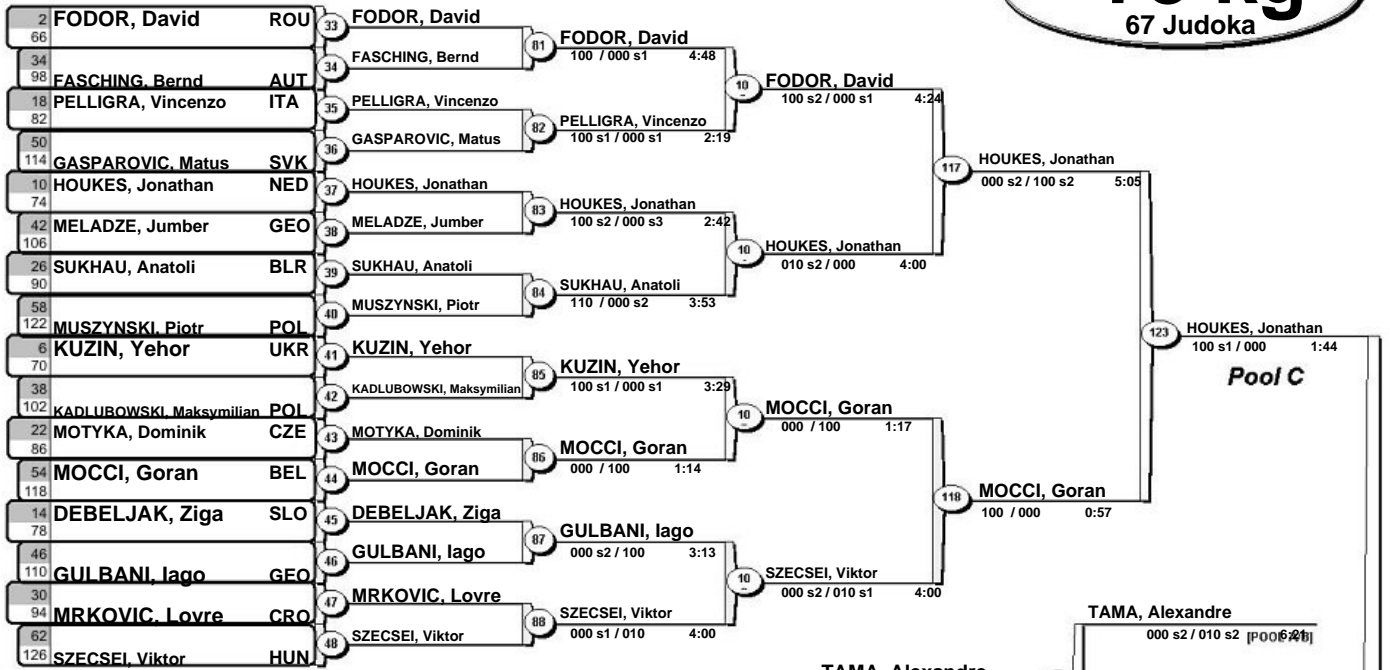 67 Judoka
2 FODOR, David ROU
66
34
98 FASCHING, Bernd AUT
18 PELLIGRA, Vincenzo ITA
82
50
114 GASPAROVIC, Matus SVK
10 HOUKES, Jonathan NED
74
42 MELADZE, Jumber GEO
106
26 SUKHAU, Anatoli BLR
90
58
122 MUSZYNSKI, Piotr POL
6 KUZIN, Yehor UKR
70
38
102 KADLUBOWSKI, Maksymilian POL
22 MOTYKA, Dominik CZE
86
54 MOCCI, Goran BEL
118
14 DEBELJAK, Ziga SLO
78
46
110 GULBANI, Iago GEO
30
94 MRKOVIC, Lovre CRO
62
126 SZECSEI, Viktor HUN
33 FODOR, David
34 FASCHING, Bernd
35 PELLIGRA, Vincenzo
36 GASPAROVIC, Matus
37 HOUKES, Jonathan
38 MELADZE, Jumber
39 SUKHAU, Anatoli
40 MUSZYNSKI, Piotr
41 KUZIN, Yehor
42 KADLUBOWSKI, Maksymilian
43 MOTYKA, Dominik
44 MOCCI, Goran
45 DEBELJAK, Ziga
46 GULBANI, Iago
47 MRKOVIC, Lovre
48 SZECSEI, Viktor
81 FODOR, David
100 / 000 s1 4:48
82 PELLIGRA, Vincenzo
100 s1 / 000 s1 2:19
83 HOUKES, Jonathan
100 s2 / 000 s3 2:42
84 SUKHAU, Anatoli
110 / 000 s2 3:53
85 KUZIN, Yehor
100 s1 / 000 s1 3:29
86 MOCCI, Goran
000 / 100 1:14
87 GULBANI, Iago
000 s2 / 100 3:13
88 SZECSEI, Viktor
000 s1 / 010 4:00
10 FODOR, David
100 s2 / 000 s1 4:24
10 HOUKES, Jonathan
010 s2 / 000 4:00
10 MOCCI, Goran
000 / 100 1:17
10 SZECSEI, Viktor
000 s2 / 010 s1 4:00
117 HOUKES, Jonathan
000 s2 / 100 s2 5:05
118 MOCCI, Goran
100 / 000 0:57
123 HOUKES, Jonathan
100 s1 / 000 1:44
Pool C
TAMA, Alexandre
000 s2 / 010 s2 6:21
TAMA, Alexandre